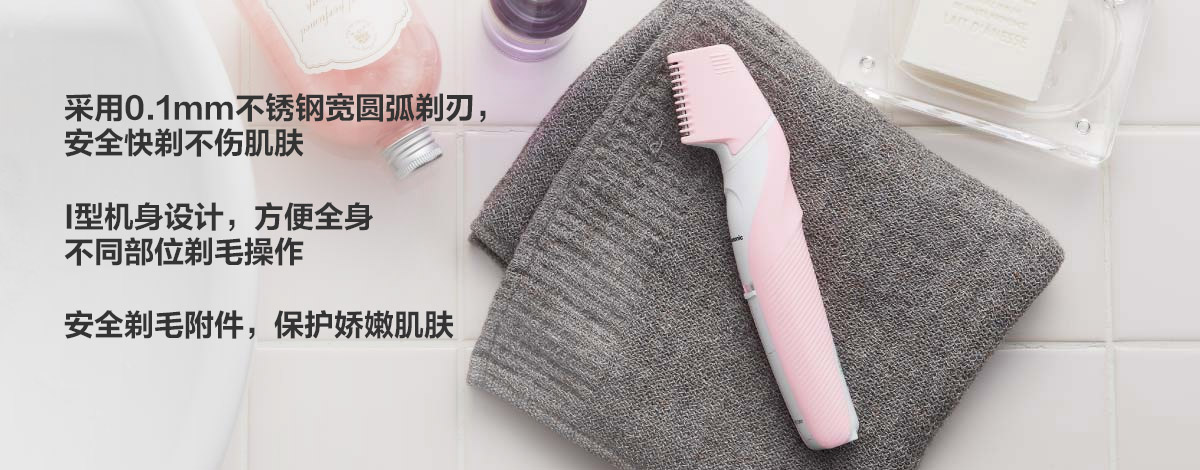 采用0.1mm不锈钢宽圆弧剃刃，
安全快剃不伤肌肤
I型机身设计，方便全身
不同部位剃毛操作
安全剃毛附件，保护娇嫩肌肤
LAIT D'ANESSE